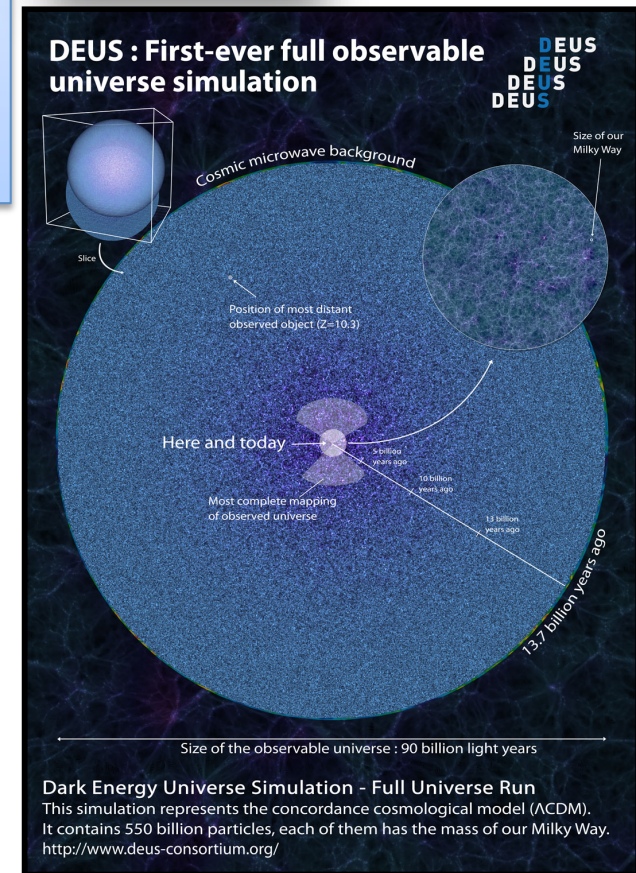 DEUS : First-ever full observable
universe simulation
DEUS
DEUS
DEUS
DEUS
Size of our
Milky Way
Cosmic microwave background
Slice
Position of most distant
observed object (Z=10.3)
Here and today
5 billion
years ago
10 billion
years ago
Most complete mapping
of observed universe
13 billion
years ago
13.7 billion years ago
Size of the observable universe : 90 billion light years
Dark Energy Universe Simulation - Full Universe Run
This simulation represents the concordance cosmological model (ΛCDM).
It contains 550 billion particles, each of them has the mass of our Milky Way.
http://www.deus-consortium.org/